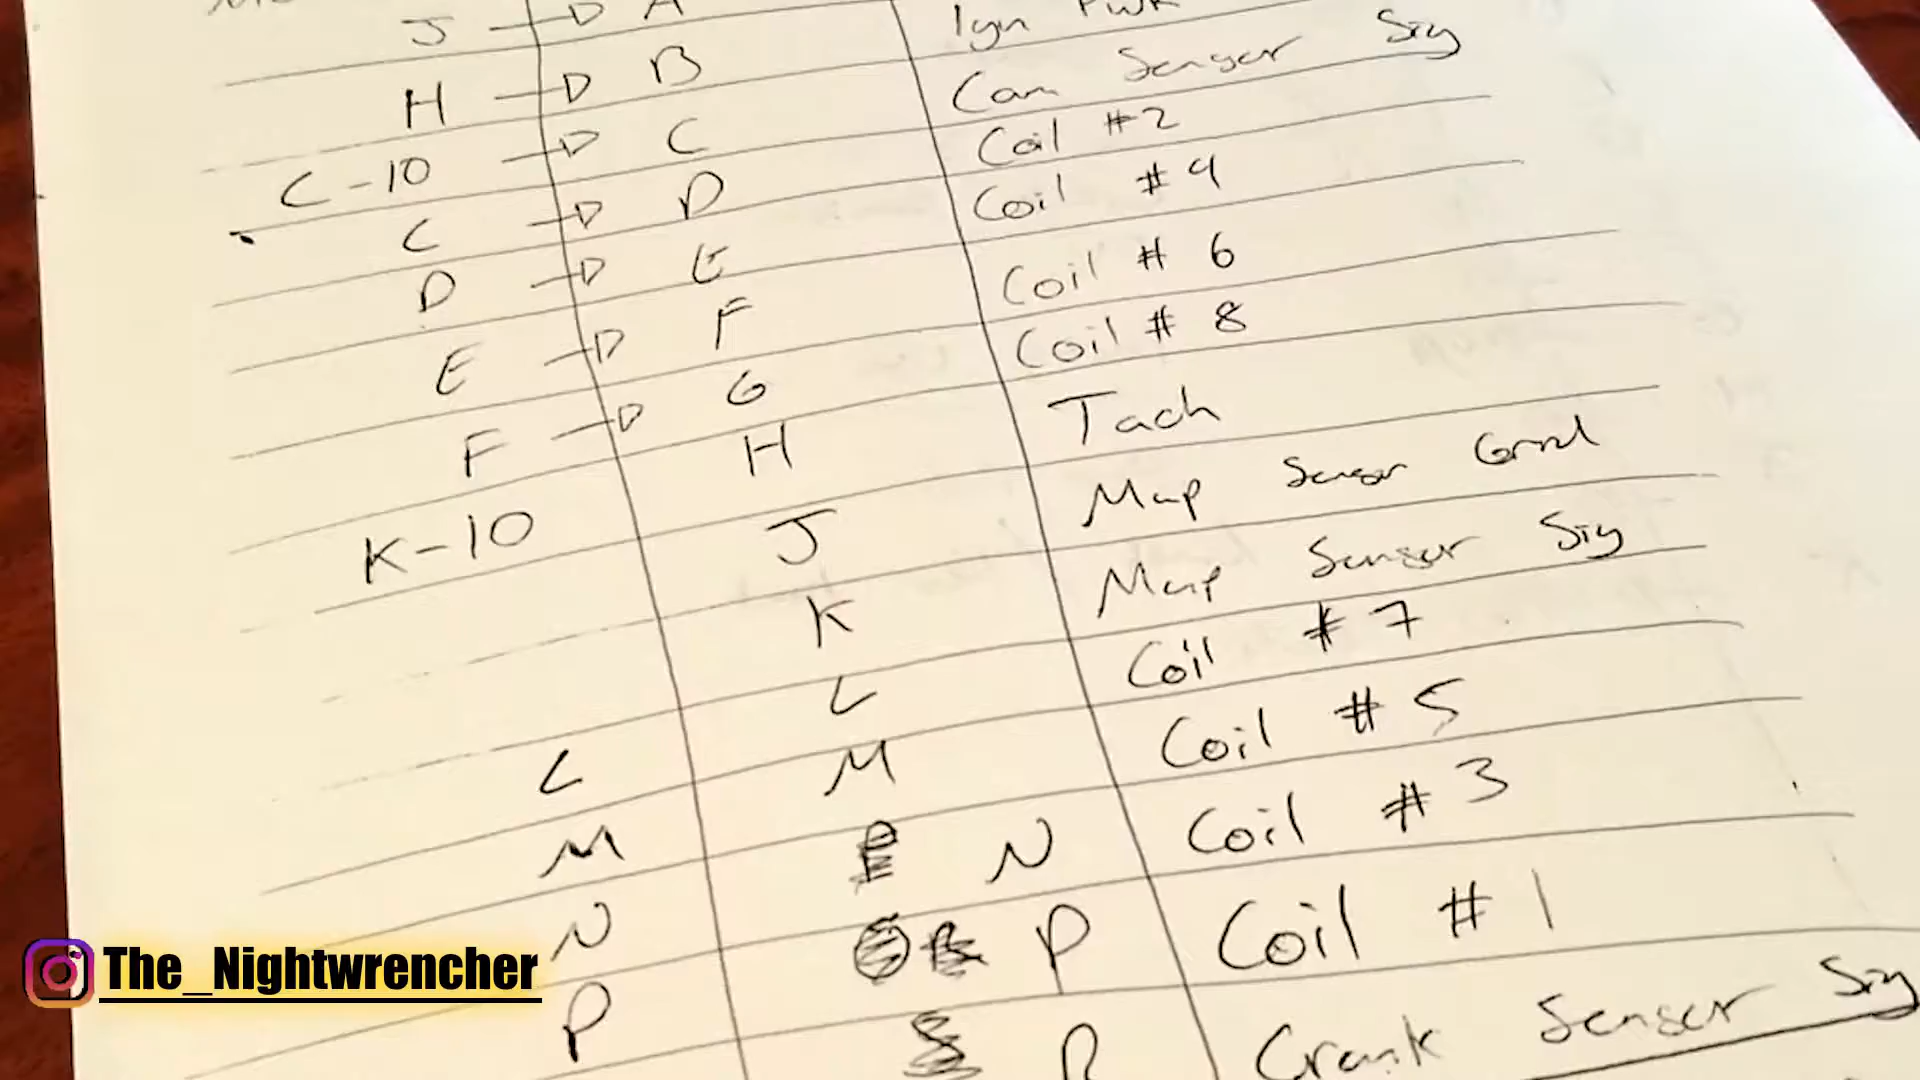 J → A Ign Pwr
H → B Cam Sensor Sig
C-10 → C Coil #2
C → D Coil #4
D → E Coil # 6
E → F Coil # 8
F → G Tach
K-10 H Map Sensor Grnd
J Map Sensor Sig
K Coil #7
L Coil #5
L M Coil #3
M N Coil #1
N P Crank Sensor Sig
P R
The_Nightwrencher